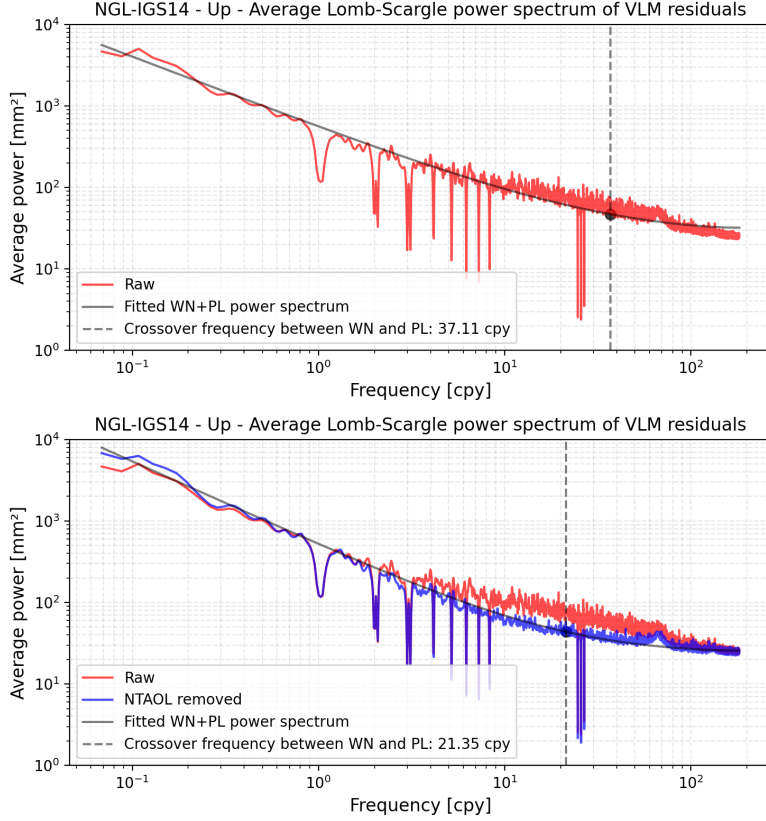 NGL-IGS14 - Up - Average Lomb-Scargle power spectrum of VLM residuals
10⁴
10³
10²
10¹
10⁰
Average power [mm²]
Raw
Fitted WN+PL power spectrum
Crossover frequency between WN and PL: 37.11 cpy
10⁻¹ 10⁰ 10¹ 10²
Frequency [cpy]
NGL-IGS14 - Up - Average Lomb-Scargle power spectrum of VLM residuals
10⁴
10³
10²
10¹
10⁰
Average power [mm²]
Raw
NTAOL removed
Fitted WN+PL power spectrum
Crossover frequency between WN and PL: 21.35 cpy
10⁻¹ 10⁰ 10¹ 10²
Frequency [cpy]